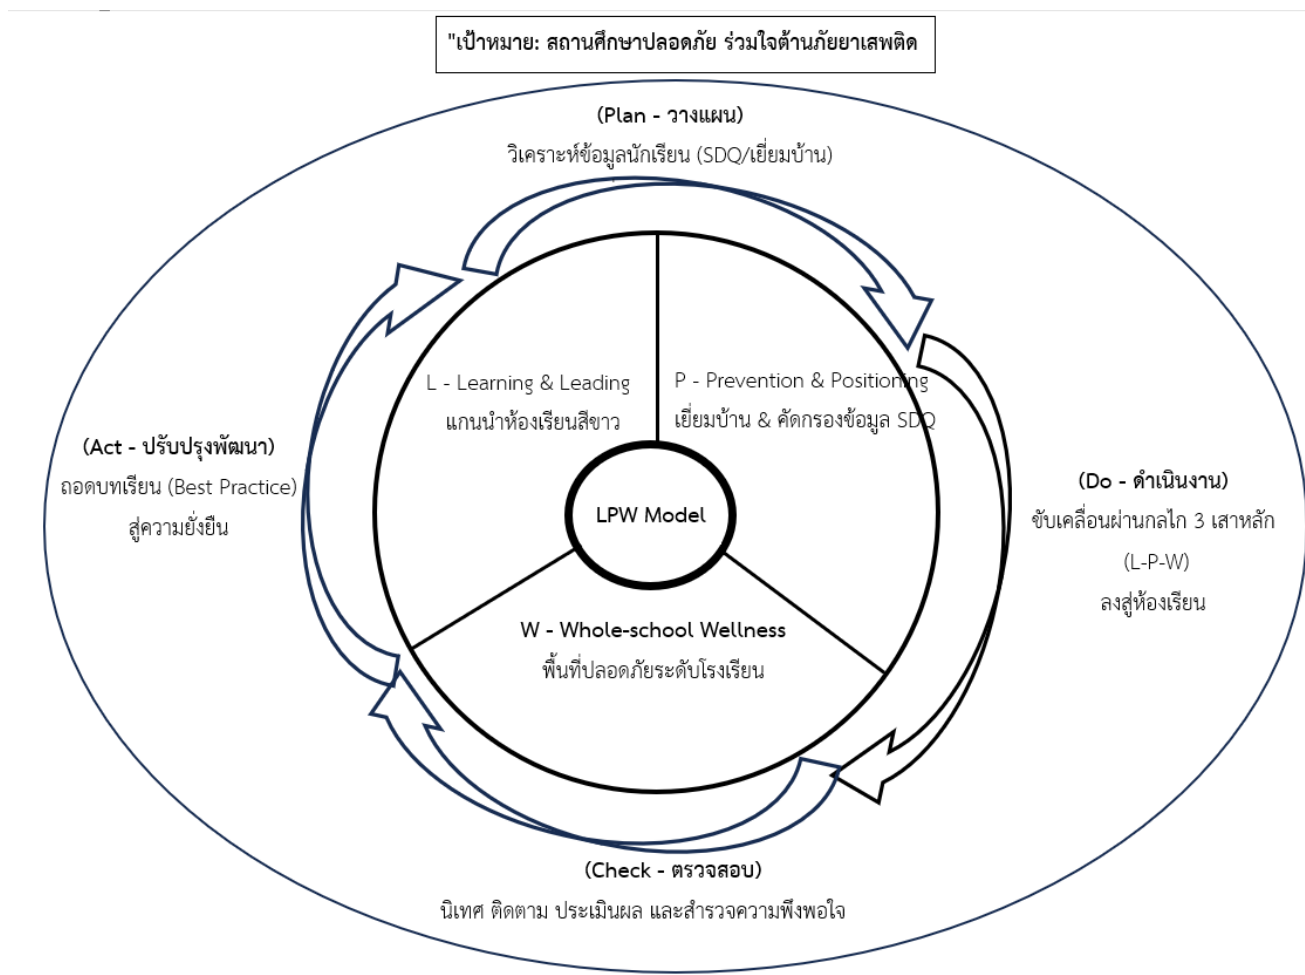 "เป้าหมาย: สถานศึกษาปลอดภัย ร่วมใจต้านภัยยาเสพติด
(Plan - วางแผน)
วิเคราะห์ข้อมูลนักเรียน (SDQ/เยี่ยมบ้าน)
L - Learning & Leading
แกนนำห้องเรียนสีขาว
P - Prevention & Positioning
เยี่ยมบ้าน & คัดกรองข้อมูล SDQ
(Act - ปรับปรุงพัฒนา)
ถอดบทเรียน (Best Practice)
สู่ความยั่งยืน
LPW Model
(Do - ดำเนินงาน)
ขับเคลื่อนผ่านกลไก 3 เสาหลัก
(L-P-W)
ลงสู่ห้องเรียน
W - Whole-school Wellness
พื้นที่ปลอดภัยระดับโรงเรียน
(Check - ตรวจสอบ)
นิเทศ ติดตาม ประเมินผล และสำรวจความพึงพอใจ